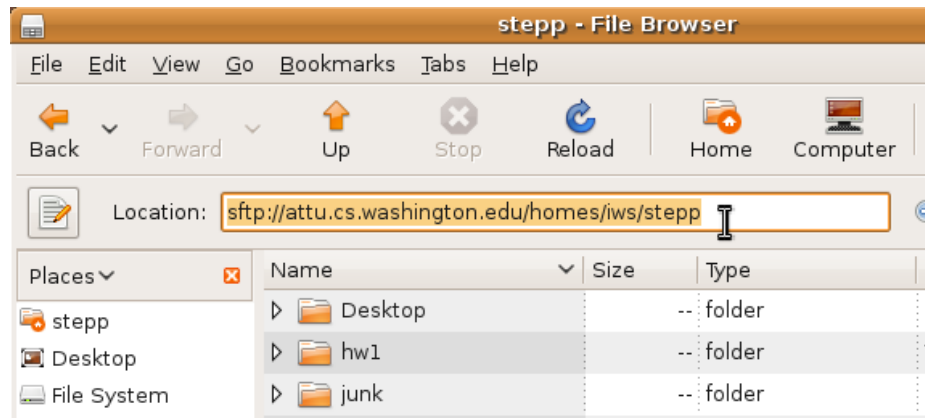 stepp - File Browser
File Edit View Go Bookmarks Tabs Help
Back Forward Up Stop Reload Home Computer
Location: sftp://attu.cs.washington.edu/homes/iws/stepp
Places Name Size Type
stepp Desktop -- folder
Desktop hw1 -- folder
File System junk -- folder